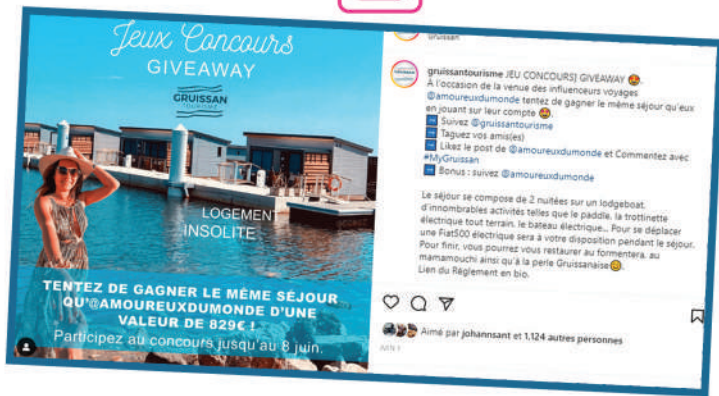 Jeux Concours
GIVEAWAY
GRUISSAN
TOURISME
LOGEMENT
INSOLITE
TENTEZ DE GAGNER LE MÊME SÉJOUR
QU'@AMOUREUXDUMONDE D'UNE
VALEUR DE 829€ !
Participez au concours jusqu'au 8 juin.
Gruissan
gruissantourisme JEU CONCOURS] GIVEAWAY 🤩.
À l'occasion de la venue des influenceurs voyages
@amoureuxdumonde tentez de gagner le même séjour qu'eux
en jouant sur leur compte 🤩.
➡️ Suivez @gruissantourisme
➡️ Taguez vos amis(es)
➡️ Likez le post de @amoureuxdumonde et Commentez avec
#MyGruissan
➡️ Bonus : suivez @amoureuxdumonde
Le séjour se compose de 2 nuitées sur un lodgeboat,
d'innombrables activités telles que le paddle, la trottinette
électrique tout terrain, le bateau électrique... Pour se déplacer
une Fiat500 électrique sera à votre disposition pendant le séjour.
Pour finir, vous pourrez vous restaurer au formentera, au
mamamouchi ainsi qu'à la perle Gruissanaise😋.
Lien du Règlement en bio.
Aimé par johannsant et 1,124 autres personnes